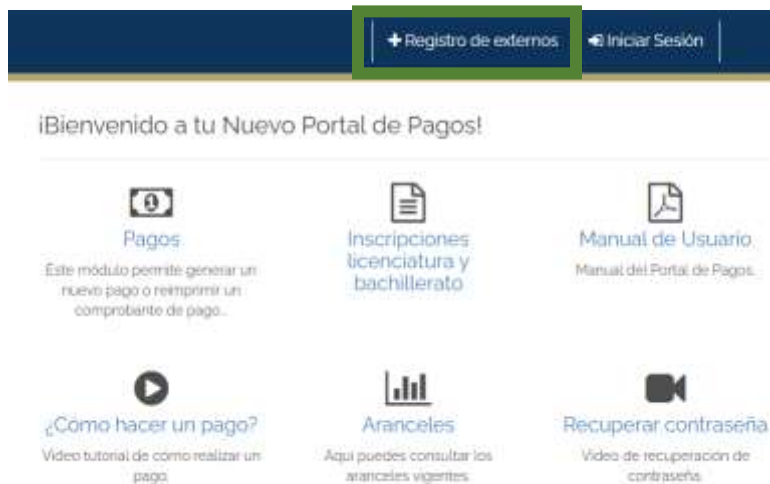 Registro de externos Iniciar Sesión
¡Bienvenido a tu Nuevo Portal de Pagos!
Pagos
Este módulo permite generar un
nuevo pago o reimprimir un
comprobante de pago..
Inscripciones
licenciatura y
bachillerato
Manual de Usuario
Manual del Portal de Pagos.
¿Cómo hacer un pago?
Video tutorial de como realizar un
pago.
Aranceles
Aqui puedes consultar los
aranceles vigentes
Recuperar contraseña
Video de recuperación de
contraseña